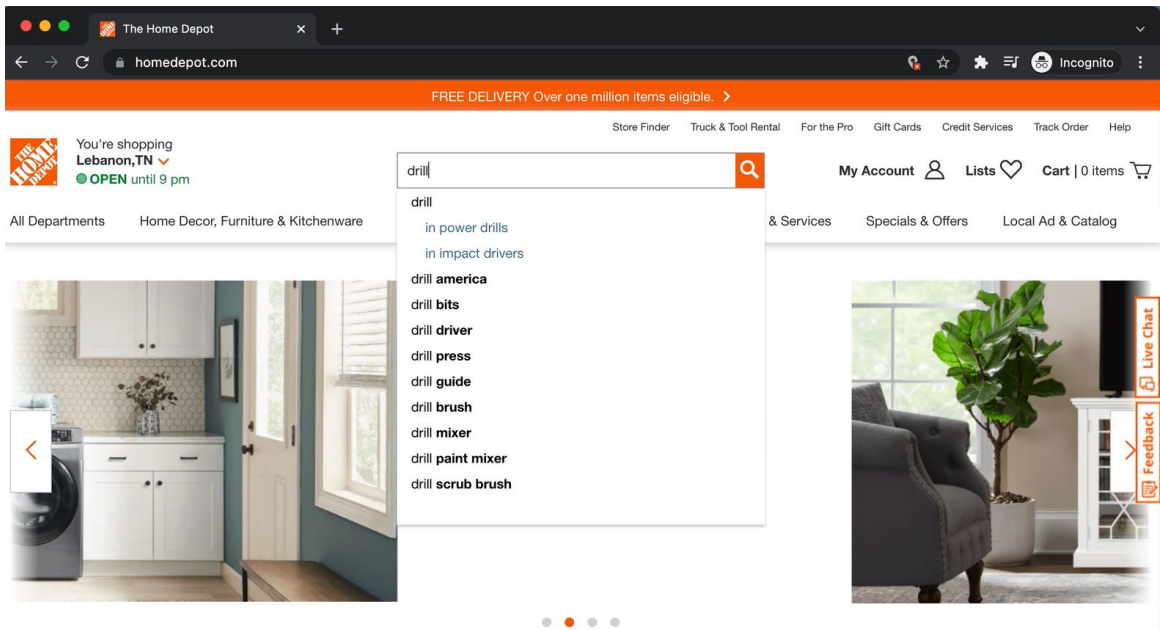 The Home Depot
homedepot.com
Incognito
FREE DELIVERY Over one million items eligible.
Store Finder Truck & Tool Rental For the Pro Gift Cards Credit Services Track Order Help
THE HOME DEPOT
You're shopping
Lebanon,TN
OPEN until 9 pm
drill
My Account Lists Cart | 0 items
All Departments Home Decor, Furniture & Kitchenware & Services Specials & Offers Local Ad & Catalog
drill
in power drills
in impact drivers
drill america
drill bits
drill driver
drill press
drill guide
drill brush
drill mixer
drill paint mixer
drill scrub brush
Live Chat
Feedback